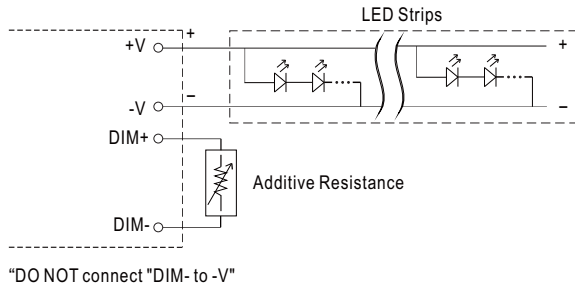 LED Strips
+V
+
+
-V
–
–
DIM+
Additive Resistance
DIM-
“DO NOT connect "DIM- to -V"